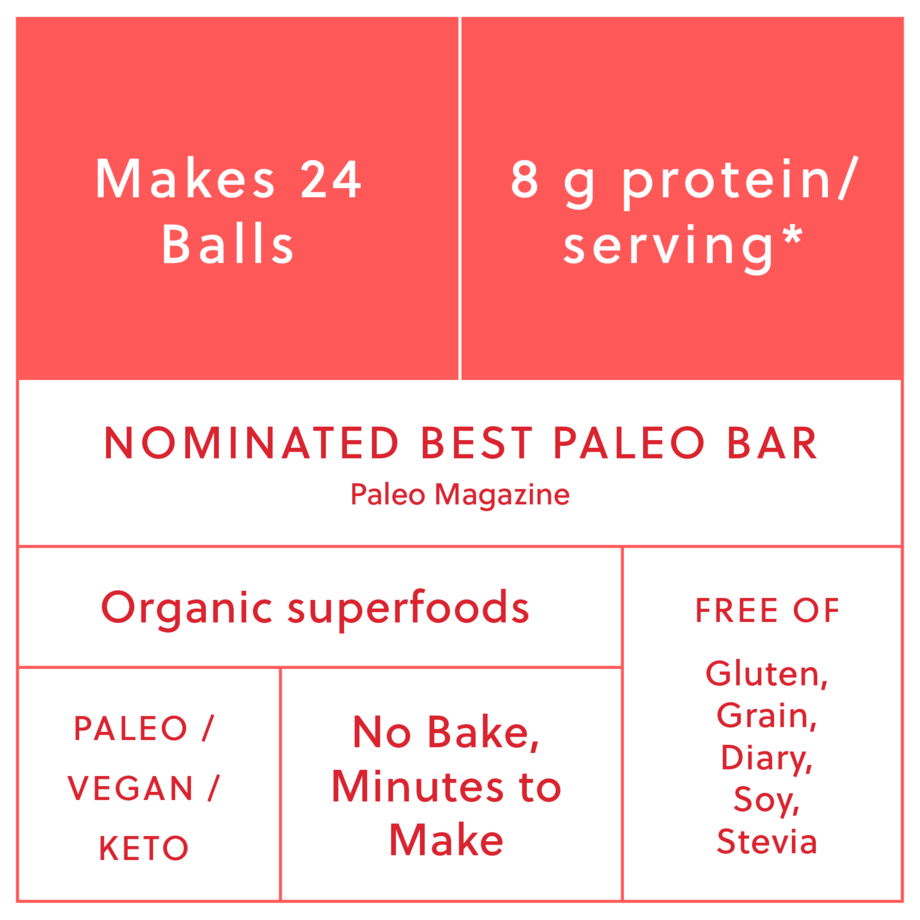 Makes 24
Balls
8 g protein/
serving*
NOMINATED BEST PALEO BAR
Paleo Magazine
Organic superfoods
PALEO /
VEGAN /
KETO
No Bake,
Minutes to
Make
FREE OF
Gluten,
Grain,
Diary,
Soy,
Stevia